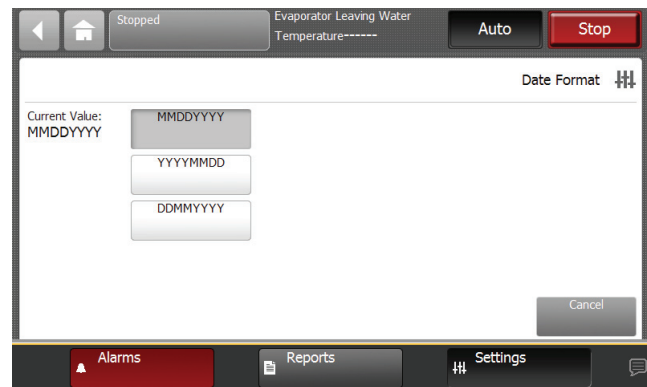 Stopped
Evaporator Leaving Water
Temperature------
Auto
Stop
Date Format
Current Value:
MMDDYYYY
MMDDYYYY
YYYYMMDD
DDMMYYYY
Cancel
Alarms
Reports
Settings